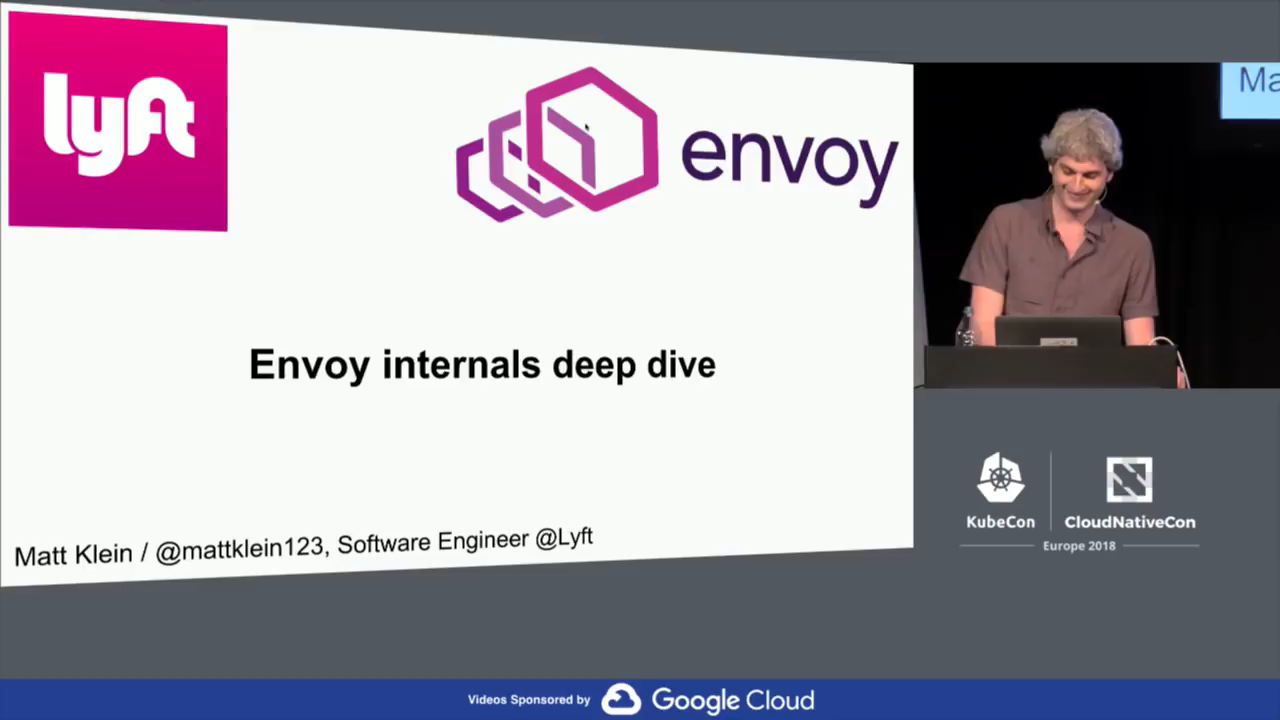 lyft
envoy
Ma
Envoy internals deep dive
Matt Klein / @mattklein123, Software Engineer @Lyft
KubeCon
CloudNativeCon
Europe 2018
Videos Sponsored by Google Cloud